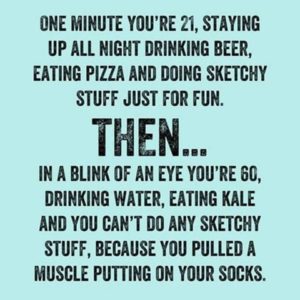 ONE MINUTE YOU'RE 21, STAYING
UP ALL NIGHT DRINKING BEER,
EATING PIZZA AND DOING SKETCHY
STUFF JUST FOR FUN.
THEN...
IN A BLINK OF AN EYE YOU'RE 60,
DRINKING WATER, EATING KALE
AND YOU CAN'T DO ANY SKETCHY
STUFF, BECAUSE YOU PULLED A
MUSCLE PUTTING ON YOUR SOCKS.